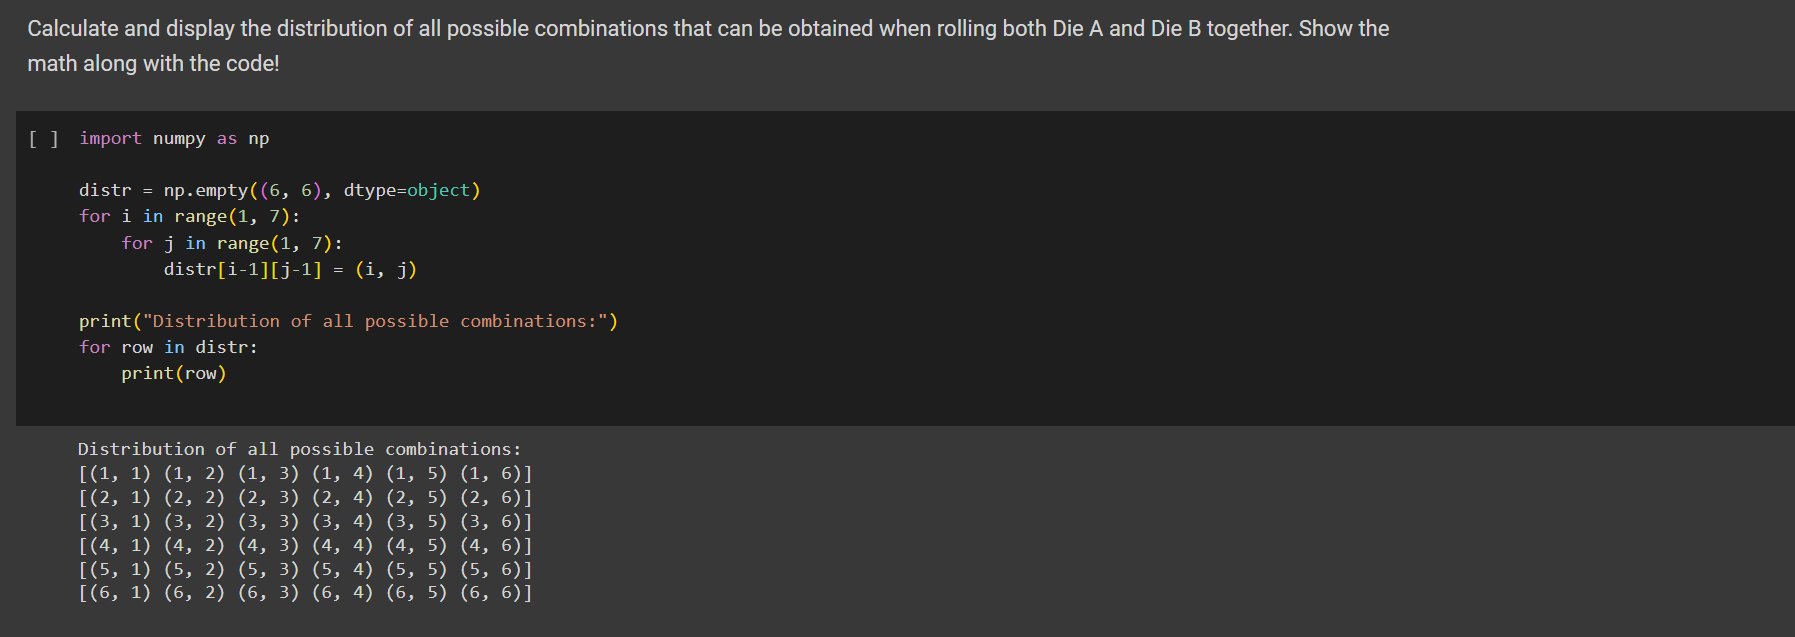 Calculate and display the distribution of all possible combinations that can be obtained when rolling both Die A and Die B together. Show the
math along with the code!
[ ] import numpy as np
distr = np.empty((6, 6), dtype=object)
for i in range(1, 7):
    for j in range(1, 7):
        distr[i-1][j-1] = (i, j)
print("Distribution of all possible combinations:")
for row in distr:
    print(row)
Distribution of all possible combinations:
[(1, 1) (1, 2) (1, 3) (1, 4) (1, 5) (1, 6)]
[(2, 1) (2, 2) (2, 3) (2, 4) (2, 5) (2, 6)]
[(3, 1) (3, 2) (3, 3) (3, 4) (3, 5) (3, 6)]
[(4, 1) (4, 2) (4, 3) (4, 4) (4, 5) (4, 6)]
[(5, 1) (5, 2) (5, 3) (5, 4) (5, 5) (5, 6)]
[(6, 1) (6, 2) (6, 3) (6, 4) (6, 5) (6, 6)]